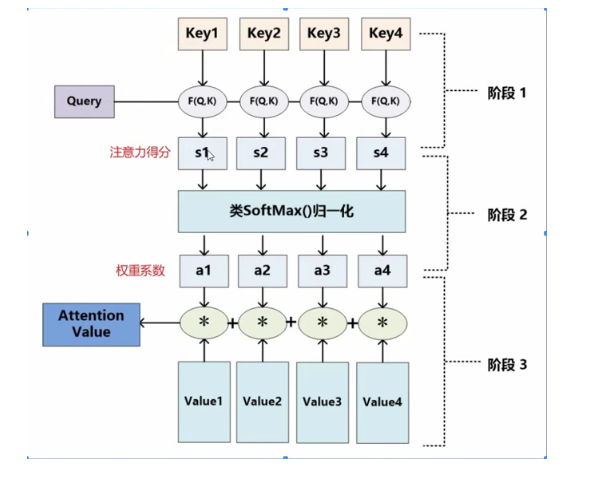 Key1 Key2 Key3 Key4
阶段 1
Query F(Q,K) F(Q,K) F(Q,K) F(Q,K)
注意力得分 s1 s2 s3 s4
类SoftMax()归一化
阶段 2
权重系数 a1 a2 a3 a4
Attention
Value
* + * + * + *
阶段 3
Value1 Value2 Value3 Value4